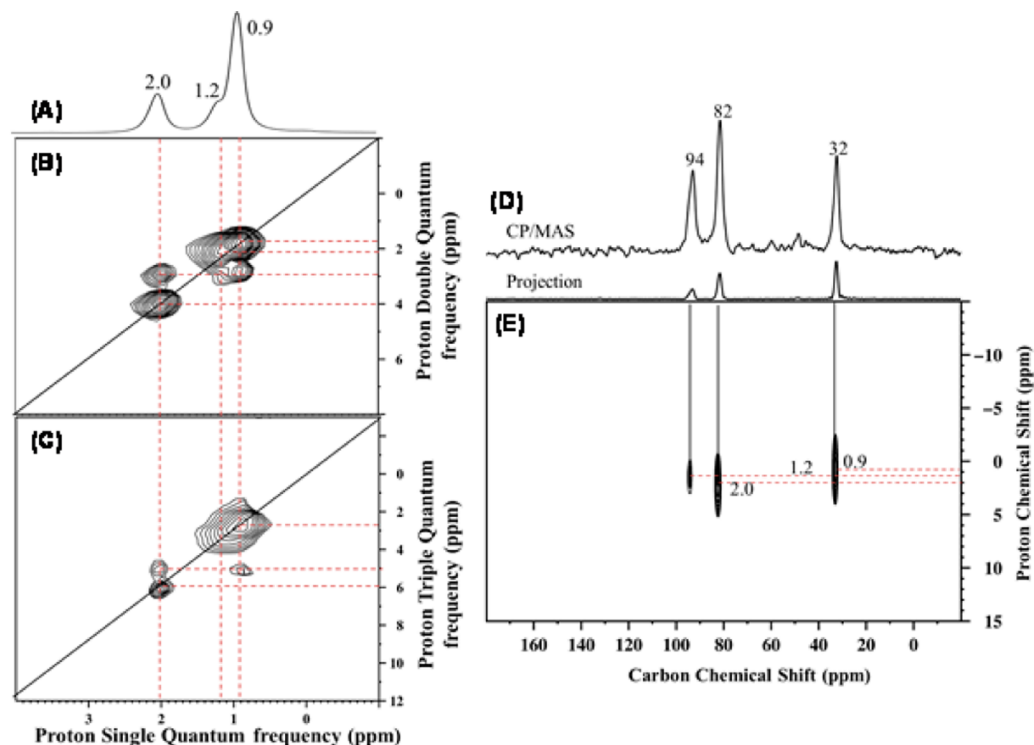 (A)
2.0
1.2
0.9
(B)
0
2
4
6
Proton Double Quantum
frequency (ppm)
(C)
0
2
4
6
8
10
12
Proton Triple Quantum
frequency (ppm)
3
2
1
0
Proton Single Quantum frequency (ppm)
(D)
94
82
32
CP/MAS
Projection
(E)
1.2
0.9
2.0
-10
-5
0
5
10
15
Proton Chemical Shift (ppm)
160
140
120
100
80
60
40
20
0
Carbon Chemical Shift (ppm)